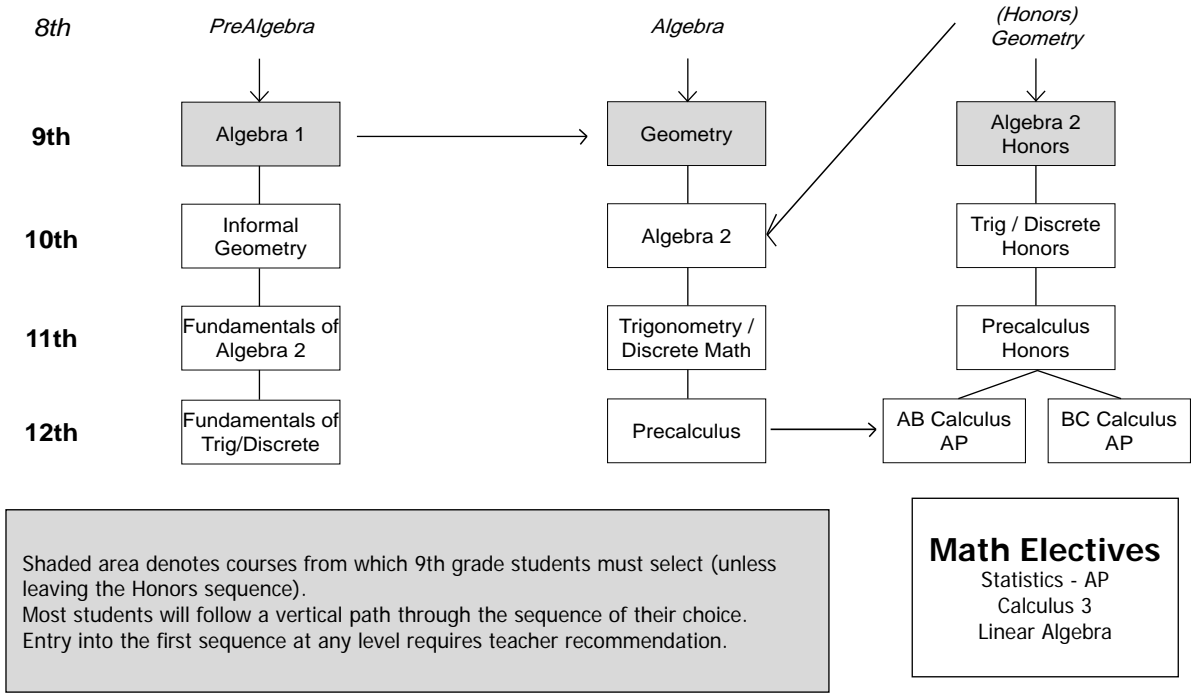 8th
PreAlgebra
Algebra
(Honors)
Geometry
9th
Algebra 1
Geometry
Algebra 2
Honors
10th
Informal
Geometry
Algebra 2
Trig / Discrete
Honors
11th
Fundamentals of
Algebra 2
Trigonometry /
Discrete Math
Precalculus
Honors
12th
Fundamentals of
Trig/Discrete
Precalculus
AB Calculus
AP
BC Calculus
AP
Shaded area denotes courses from which 9th grade students must select (unless
leaving the Honors sequence).
Most students will follow a vertical path through the sequence of their choice.
Entry into the first sequence at any level requires teacher recommendation.
Math Electives
Statistics - AP
Calculus 3
Linear Algebra